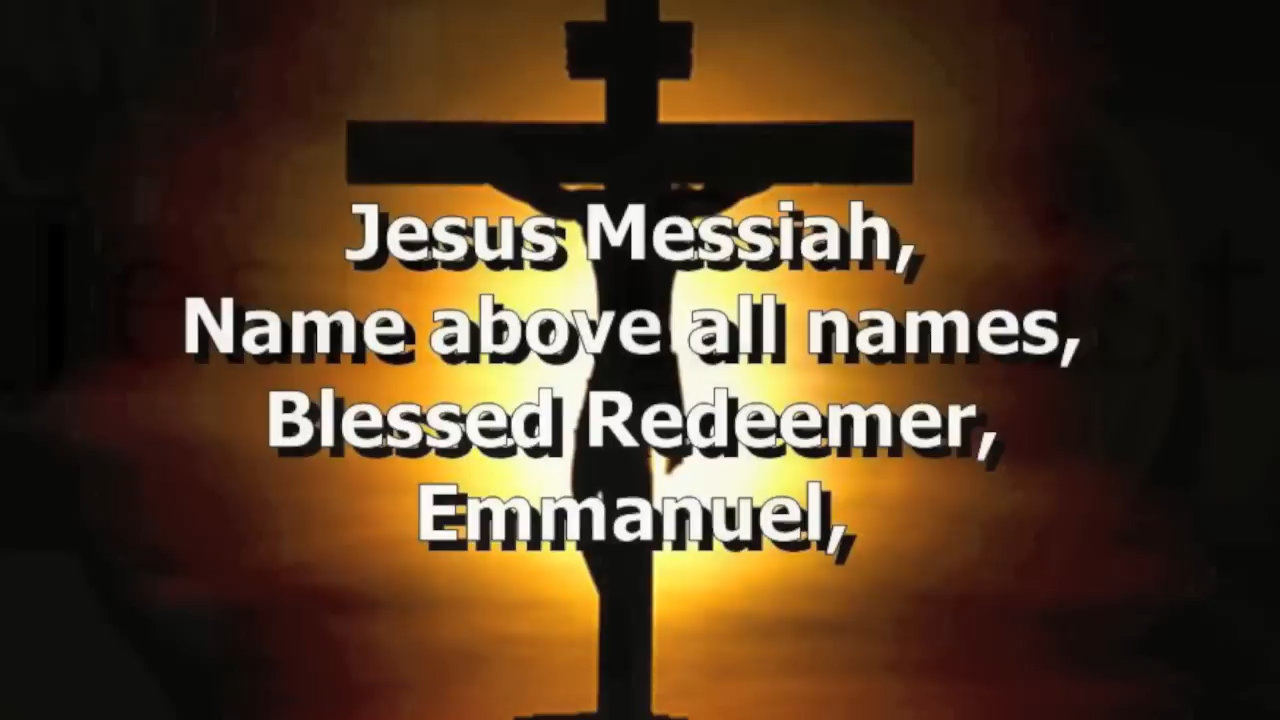 Jesus Messiah,
Name above all names,
Blessed Redeemer,
Emmanuel,